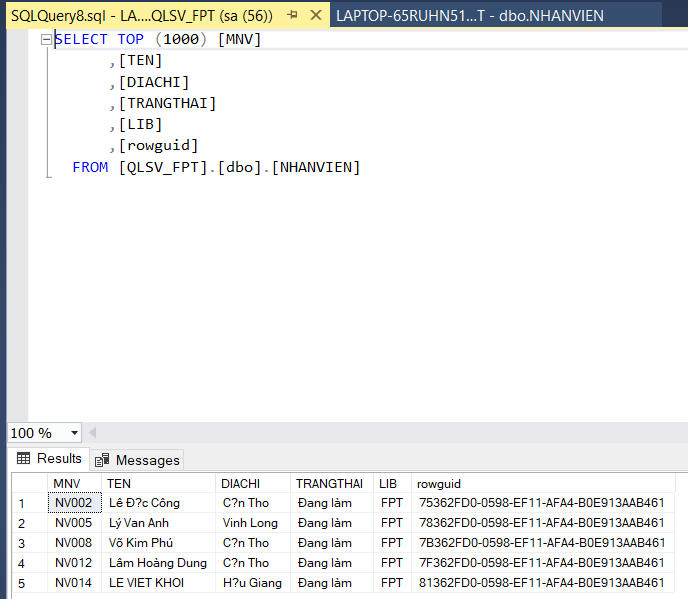 SQLQuery8.sql - LA....QLSV_FPT (sa (56)) LAPTOP-65RUHN51...T - dbo.NHANVIEN
SELECT TOP (1000) [MNV]
,[TEN]
,[DIACHI]
,[TRANGTHAI]
,[LIB]
,[rowguid]
FROM [QLSV_FPT].[dbo].[NHANVIEN]
100 %
Results Messages
MNV TEN DIACHI TRANGTHAI LIB rowguid
1 NV002 Lê Đ?c Công C?n Tho Đang làm FPT 75362FD0-0598-EF11-AFA4-B0E913AAB461
2 NV005 Lý Van Anh Vinh Long Đang làm FPT 78362FD0-0598-EF11-AFA4-B0E913AAB461
3 NV008 Võ Kim Phú C?n Tho Đang làm FPT 7B362FD0-0598-EF11-AFA4-B0E913AAB461
4 NV012 Lâm Hoàng Dung C?n Tho Đang làm FPT 7F362FD0-0598-EF11-AFA4-B0E913AAB461
5 NV014 LE VIET KHOI H?u Giang Đang làm FPT 81362FD0-0598-EF11-AFA4-B0E913AAB461